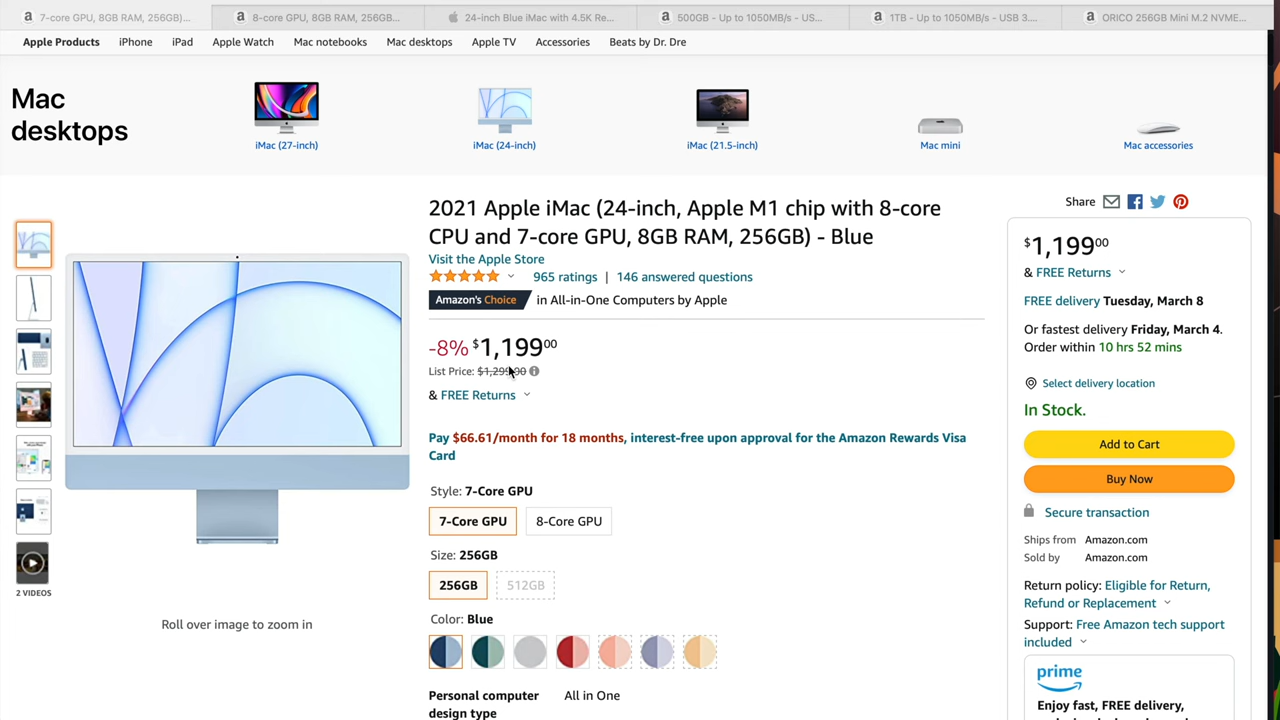 7-core GPU, 8GB RAM, 256GB)...
8-core GPU, 8GB RAM, 256GB...
24-inch Blue iMac with 4.5K Re...
500GB - Up to 1050MB/s - US...
1TB - Up to 1050MB/s - USB 3....
ORICO 256GB Mini M.2 NVME...
Apple Products iPhone iPad Apple Watch Mac notebooks Mac desktops Apple TV Accessories Beats by Dr. Dre
Mac
desktops
iMac (27-inch)
iMac (24-inch)
iMac (21.5-inch)
Mac mini
Mac accessories
2 VIDEOS
Roll over image to zoom in
2021 Apple iMac (24-inch, Apple M1 chip with 8-core
CPU and 7-core GPU, 8GB RAM, 256GB) - Blue
Visit the Apple Store
965 ratings | 146 answered questions
Amazon's Choice in All-in-One Computers by Apple
-8% $1,19900
List Price: $1,299.00
& FREE Returns
Pay $66.61/month for 18 months, interest-free upon approval for the Amazon Rewards Visa
Card
Style: 7-Core GPU
7-Core GPU 8-Core GPU
Size: 256GB
256GB 512GB
Color: Blue
Personal computer All in One
design type
Share
$1,19900
& FREE Returns
FREE delivery Tuesday, March 8
Or fastest delivery Friday, March 4.
Order within 10 hrs 52 mins
Select delivery location
In Stock.
Add to Cart
Buy Now
Secure transaction
Ships from Amazon.com
Sold by Amazon.com
Return policy: Eligible for Return,
Refund or Replacement
Support: Free Amazon tech support
included
prime
Enjoy fast, FREE delivery,